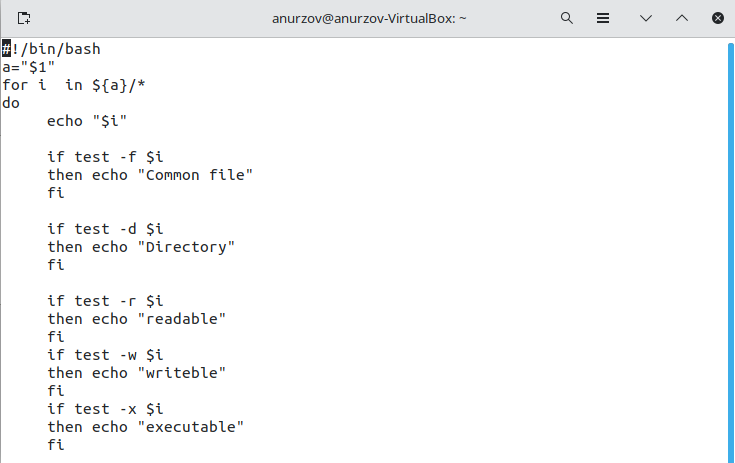 anurzov@anurzov-VirtualBox: ~
#!/bin/bash
a="$1"
for i  in ${a}/*
do
     echo "$i"

     if test -f $i
     then echo "Common file"
     fi

     if test -d $i
     then echo "Directory"
     fi

     if test -r $i
     then echo "readable"
     fi
     if test -w $i
     then echo "writeble"
     fi
     if test -x $i
     then echo "executable"
     fi